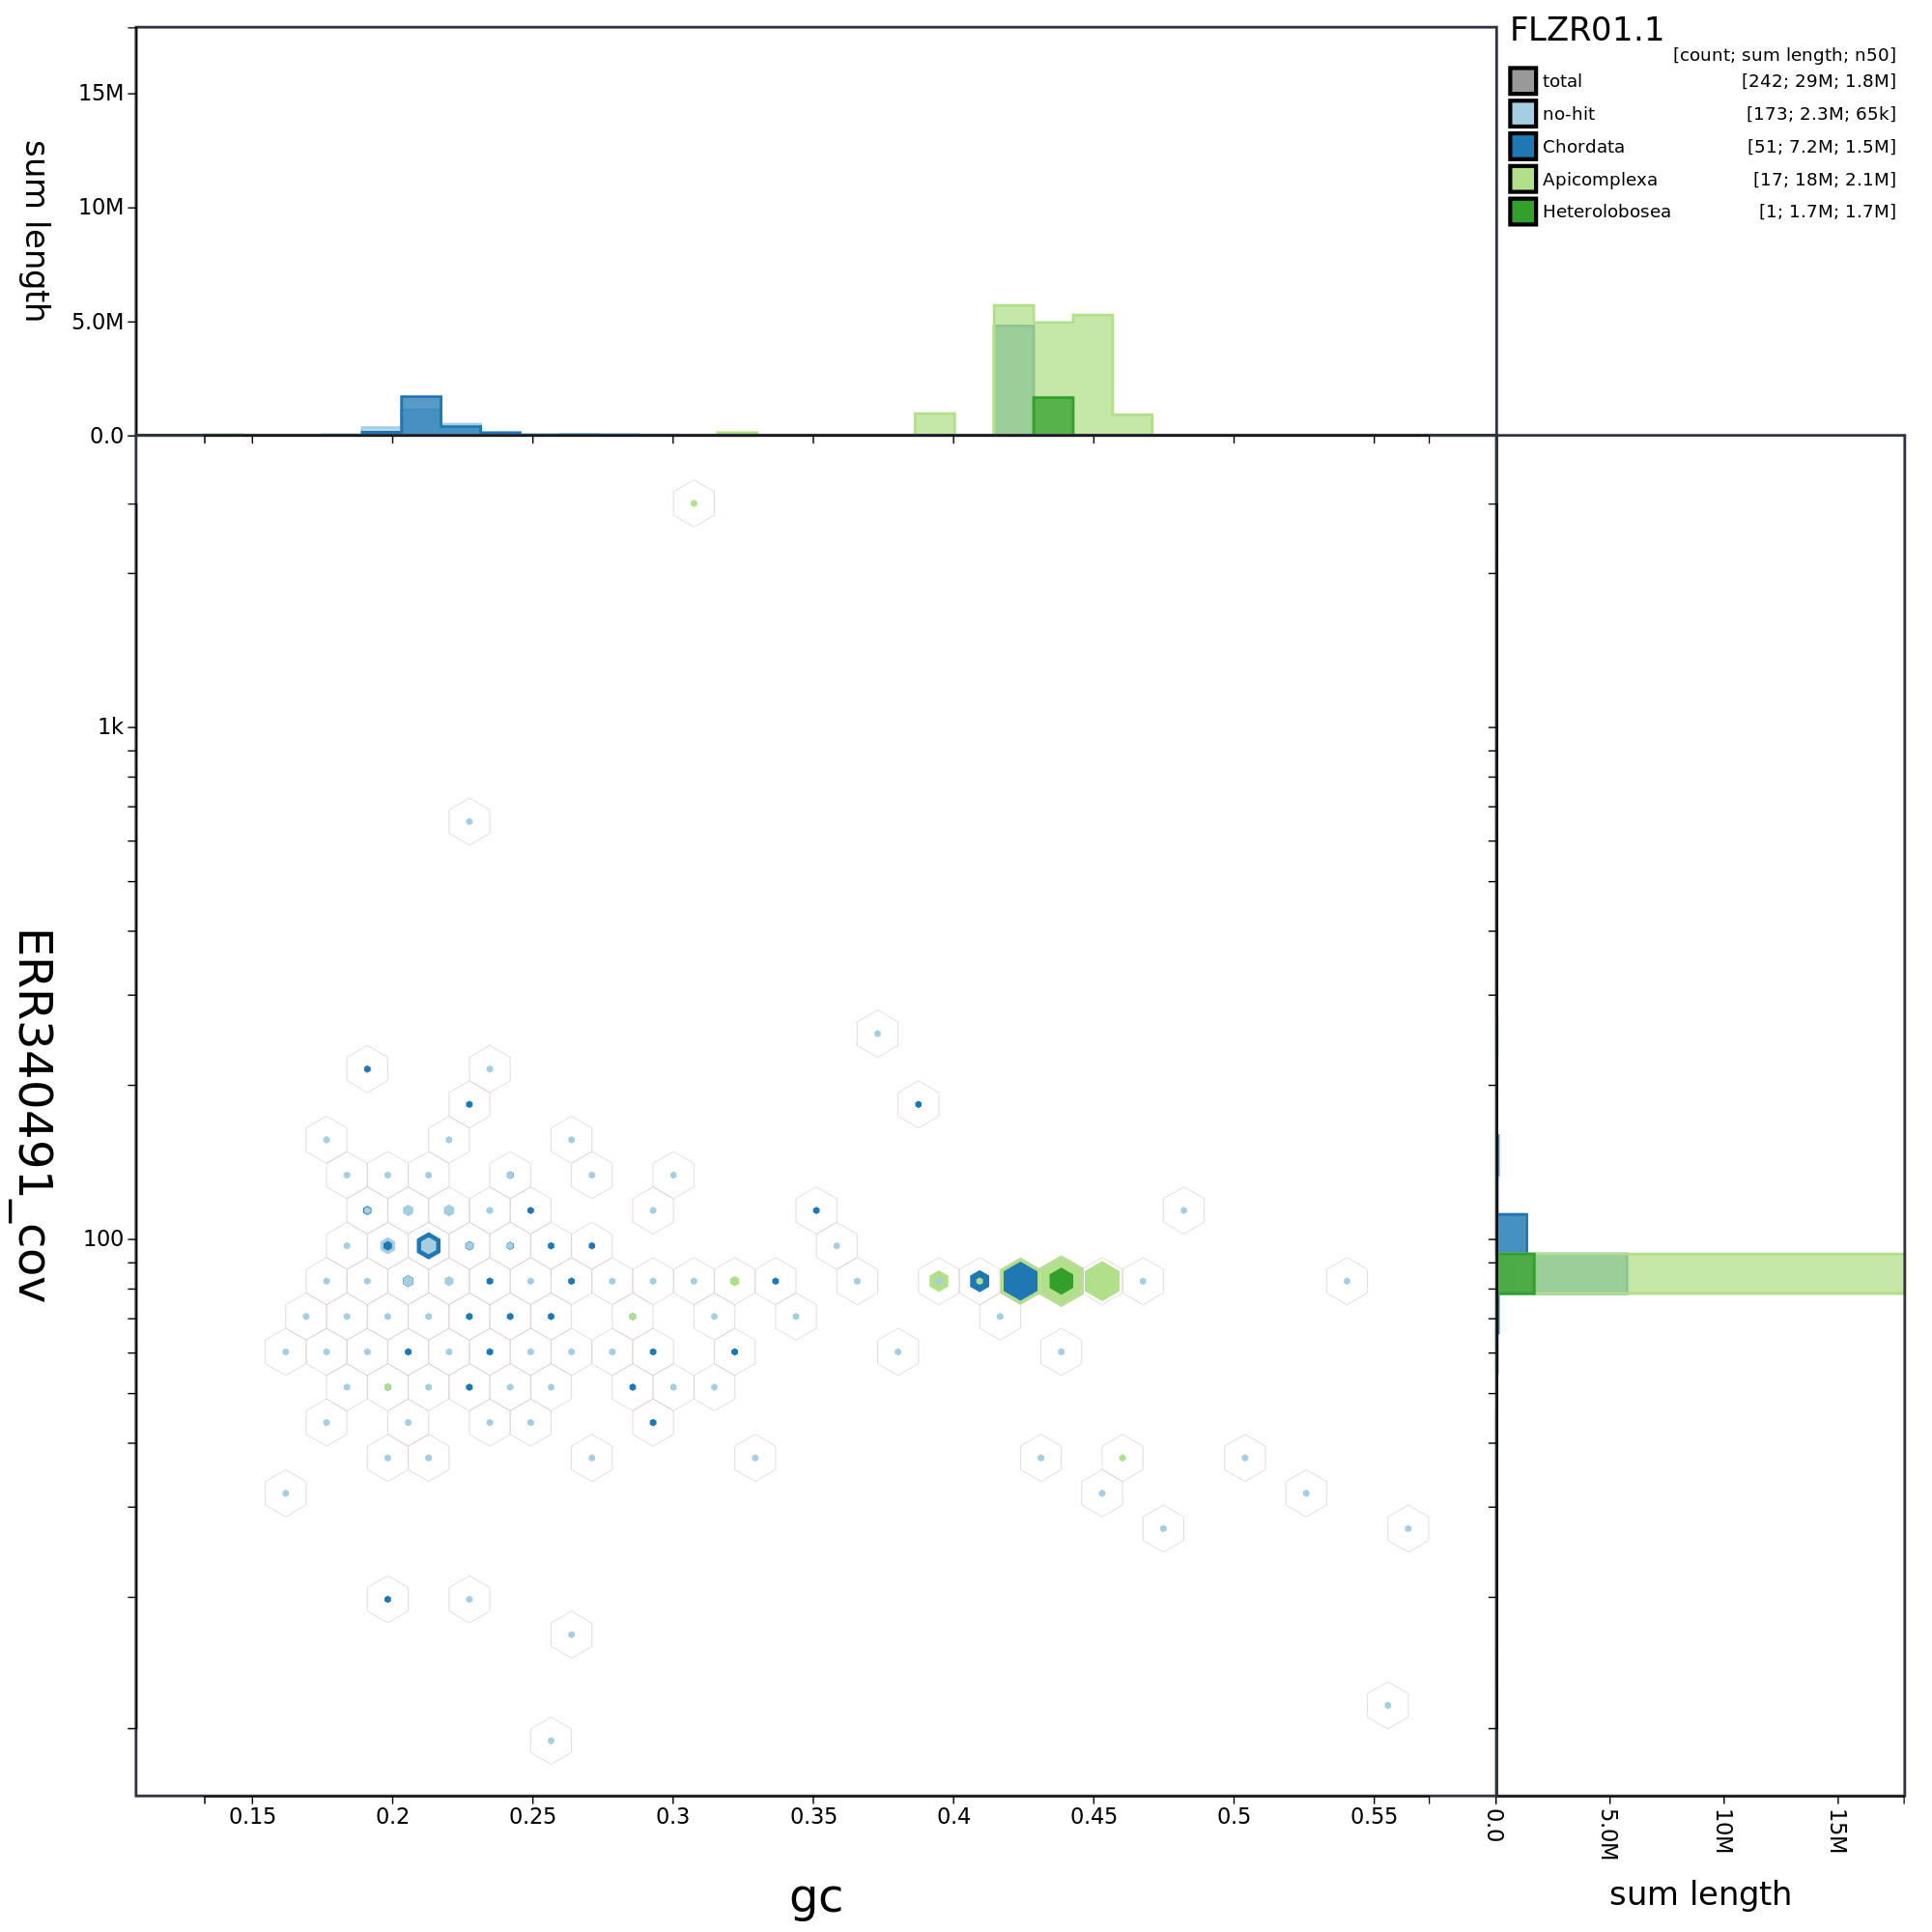 FLZR01.1
[count; sum length; n50]
total [242; 29M; 1.8M]
no-hit [173; 2.3M; 65k]
Chordata [51; 7.2M; 1.5M]
Apicomplexa [17; 18M; 2.1M]
Heterolobosea [1; 1.7M; 1.7M]
sum length
15M
10M
5.0M
0.0
ERR340491_cov
1k
100
0.15 0.2 0.25 0.3 0.35 0.4 0.45 0.5 0.55
gc
0.0 5.0M 10M 15M
sum length